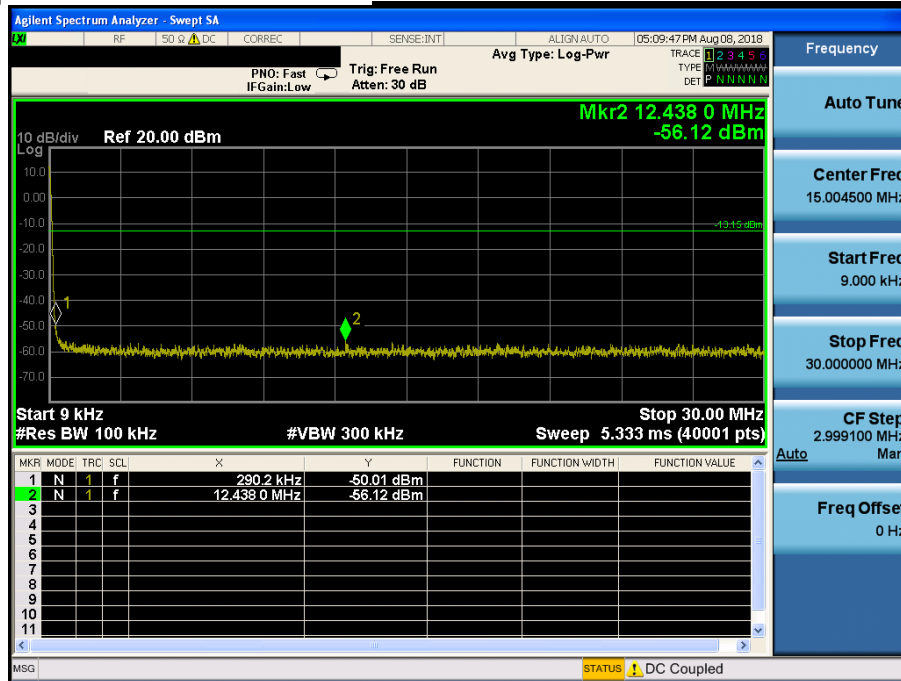 Agilent Spectrum Analyzer - Swept SA
LXI RF 50 Ω DC CORREC SENSE:INT ALIGN AUTO 05:09:47 PM Aug 08, 2018
Frequency
PNO: Fast
IFGain:Low
Trig: Free Run
Atten: 30 dB
Avg Type: Log-Pwr
TRACE 1 2 3 4 5 6
TYPE M W W W W W
DET P N N N N N
Auto Tune
Mkr2 12.438 0 MHz
-56.12 dBm
10 dB/div Ref 20.00 dBm
Log
10.0
0.00
-10.0
-20.0
-30.0
-40.0
-50.0
-60.0
-70.0
-13.15 dBm
1
2
Start 9 kHz
Stop 30.00 MHz
#Res BW 100 kHz #VBW 300 kHz Sweep 5.333 ms (40001 pts)
Center Freq
15.004500 MHz
Start Freq
9.000 kHz
Stop Freq
30.000000 MHz
CF Step
2.999100 MHz
Auto Man
Freq Offset
0 Hz
MKR MODE TRC SCL X Y FUNCTION FUNCTION WIDTH FUNCTION VALUE
1 N 1 f 290.2 kHz -50.01 dBm
2 N 1 f 12.438 0 MHz -56.12 dBm
3
4
5
6
7
8
9
10
11
MSG STATUS DC Coupled